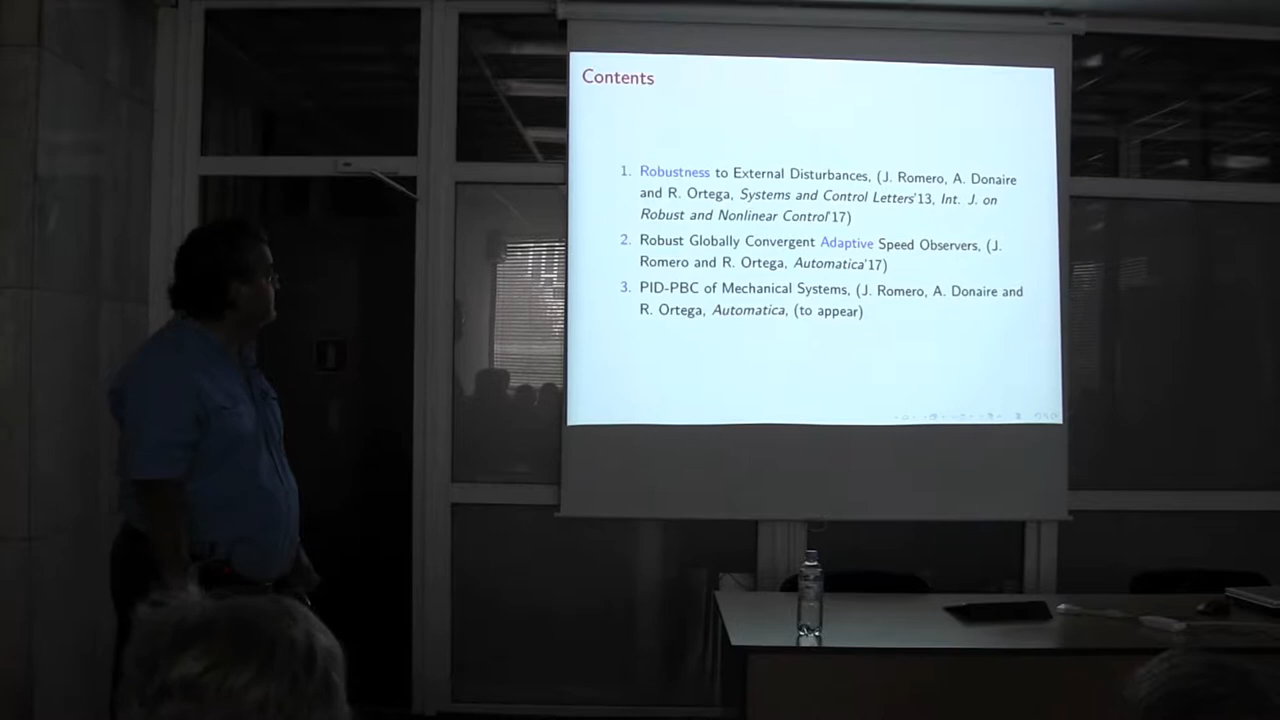 Contents
1. Robustness to External Disturbances, (J. Romero, A. Donaire
and R. Ortega, Systems and Control Letters'13, Int. J. on
Robust and Nonlinear Control'17)
2. Robust Globally Convergent Adaptive Speed Observers, (J.
Romero and R. Ortega, Automatica'17)
3. PID-PBC of Mechanical Systems, (J. Romero, A. Donaire and
R. Ortega, Automatica, (to appear)